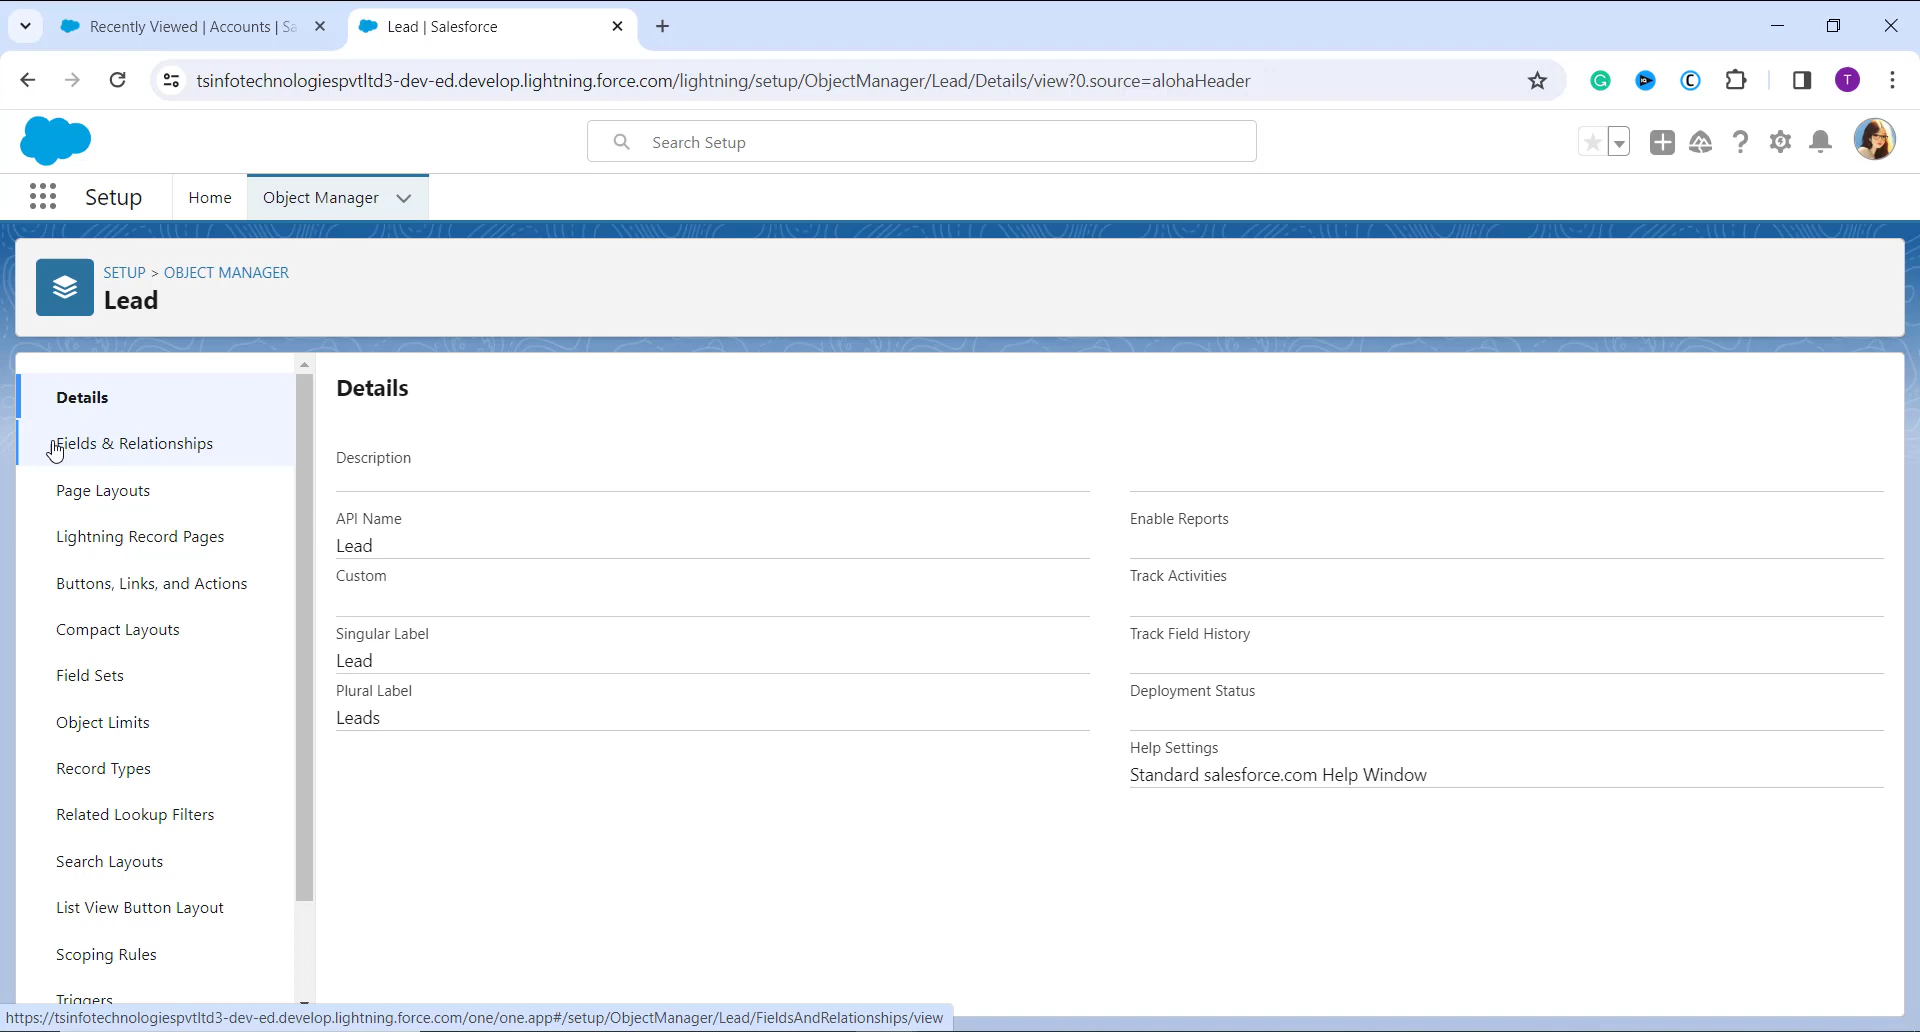 Recently Viewed | Accounts | Sa
Lead | Salesforce
tsinfotechnologiespvtltd3-dev-ed.develop.lightning.force.com/lightning/setup/ObjectManager/Lead/Details/view?0.source=alohaHeader
T
Search Setup
Setup
Home
Object Manager
SETUP > OBJECT MANAGER
Lead
Details
Fields & Relationships
Page Layouts
Lightning Record Pages
Buttons, Links, and Actions
Compact Layouts
Field Sets
Object Limits
Record Types
Related Lookup Filters
Search Layouts
List View Button Layout
Scoping Rules
Triggers
Details
Description
API Name
Lead
Custom
Singular Label
Lead
Plural Label
Leads
Enable Reports
Track Activities
Track Field History
Deployment Status
Help Settings
Standard salesforce.com Help Window
https://tsinfotechnologiespvtltd3-dev-ed.develop.lightning.force.com/one/one.app#/setup/ObjectManager/Lead/FieldsAndRelationships/view